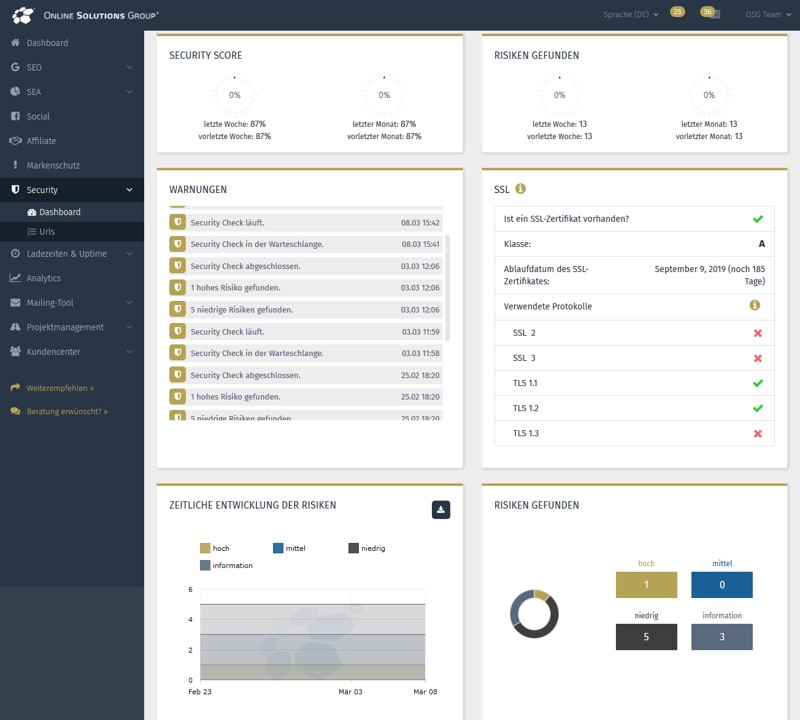 ONLINE SOLUTIONS GROUP
Sprache (DE)
25
36
OSG Team
Dashboard
SEO
SEA
Social
Affiliate
Markenschutz
Security
Dashboard
Urls
Ladezeiten & Uptime
Analytics
Mailing-Tool
Projektmanagement
Kundencenter
Weiterempfehlen »
Beratung erwünscht? »
SECURITY SCORE
0%
letzte Woche: 87%
vorletzte Woche: 87%
0%
letzter Monat: 87%
vorletzter Monat: 87%
RISIKEN GEFUNDEN
0%
letzte Woche: 13
vorletzte Woche: 13
0%
letzter Monat: 13
vorletzter Monat: 13
WARNUNGEN
Security Check läuft. 08.03 15:42
Security Check in der Warteschlange. 08.03 15:41
Security Check abgeschlossen. 03.03 12:06
1 hohes Risiko gefunden. 03.03 12:06
5 niedrige Risiken gefunden. 03.03 12:06
Security Check läuft. 03.03 11:59
Security Check in der Warteschlange. 03.03 11:58
Security Check abgeschlossen. 25.02 18:20
1 hohes Risiko gefunden. 25.02 18:20
5 niedrige Risiken gefunden. 25.02 18:20
SSL
Ist ein SSL-Zertifikat vorhanden?
Klasse: A
Ablaufdatum des SSL-Zertifikates: September 9, 2019 (noch 185 Tage)
Verwendete Protokolle
SSL 2
SSL 3
TLS 1.1
TLS 1.2
TLS 1.3
ZEITLICHE ENTWICKLUNG DER RISIKEN
hoch
mittel
niedrig
information
6
4
2
0
Feb 23
Mär 03
Mär 08
RISIKEN GEFUNDEN
hoch
1
mittel
0
niedrig
5
information
3